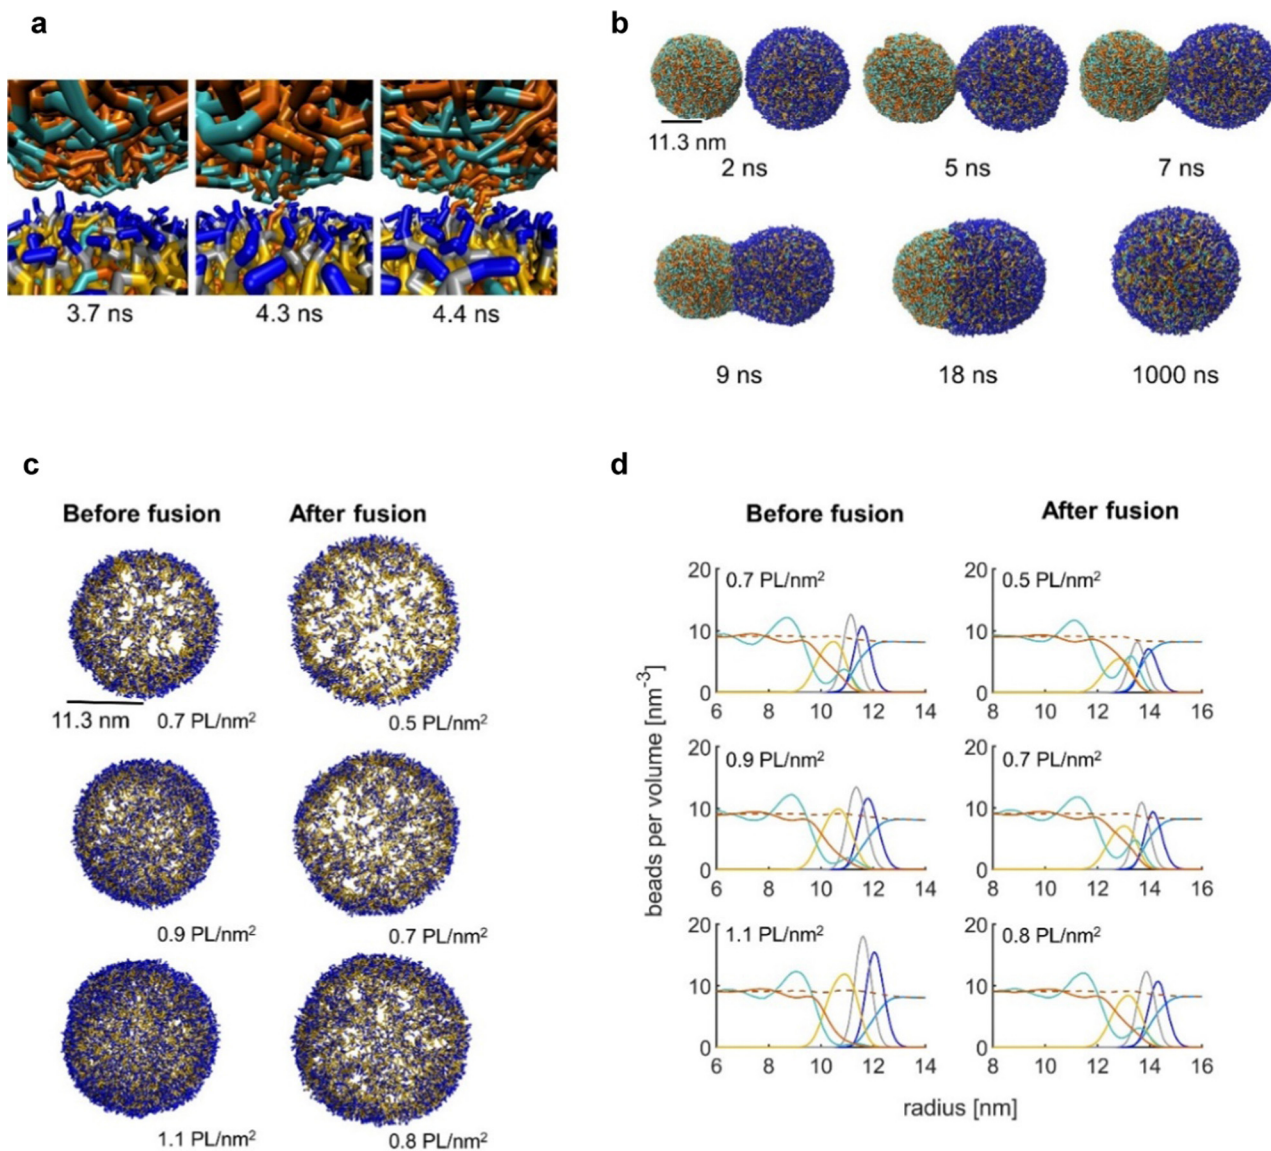 a
3.7 ns
4.3 ns
4.4 ns
b
11.3 nm
2 ns
5 ns
7 ns
9 ns
18 ns
1000 ns
c
Before fusion
After fusion
11.3 nm
0.7 PL/nm²
0.5 PL/nm²
0.9 PL/nm²
0.7 PL/nm²
1.1 PL/nm²
0.8 PL/nm²
d
Before fusion
After fusion
beads per volume [nm⁻³]
20
0.7 PL/nm²
10
0
6 8 10 12 14
20
0.5 PL/nm²
10
0
8 10 12 14 16
20
0.9 PL/nm²
10
0
6 8 10 12 14
20
0.7 PL/nm²
10
0
8 10 12 14 16
20
1.1 PL/nm²
10
0
6 8 10 12 14
20
0.8 PL/nm²
10
0
8 10 12 14 16
radius [nm]